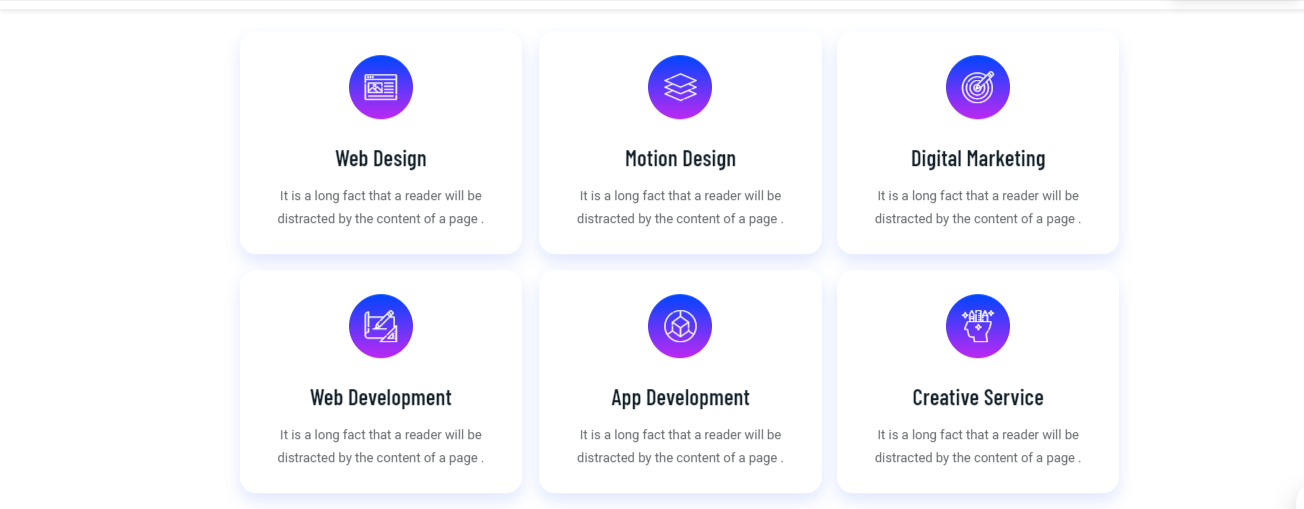 Web Design
It is a long fact that a reader will be
distracted by the content of a page .
Motion Design
It is a long fact that a reader will be
distracted by the content of a page .
Digital Marketing
It is a long fact that a reader will be
distracted by the content of a page .
Web Development
It is a long fact that a reader will be
distracted by the content of a page .
App Development
It is a long fact that a reader will be
distracted by the content of a page .
Creative Service
It is a long fact that a reader will be
distracted by the content of a page .